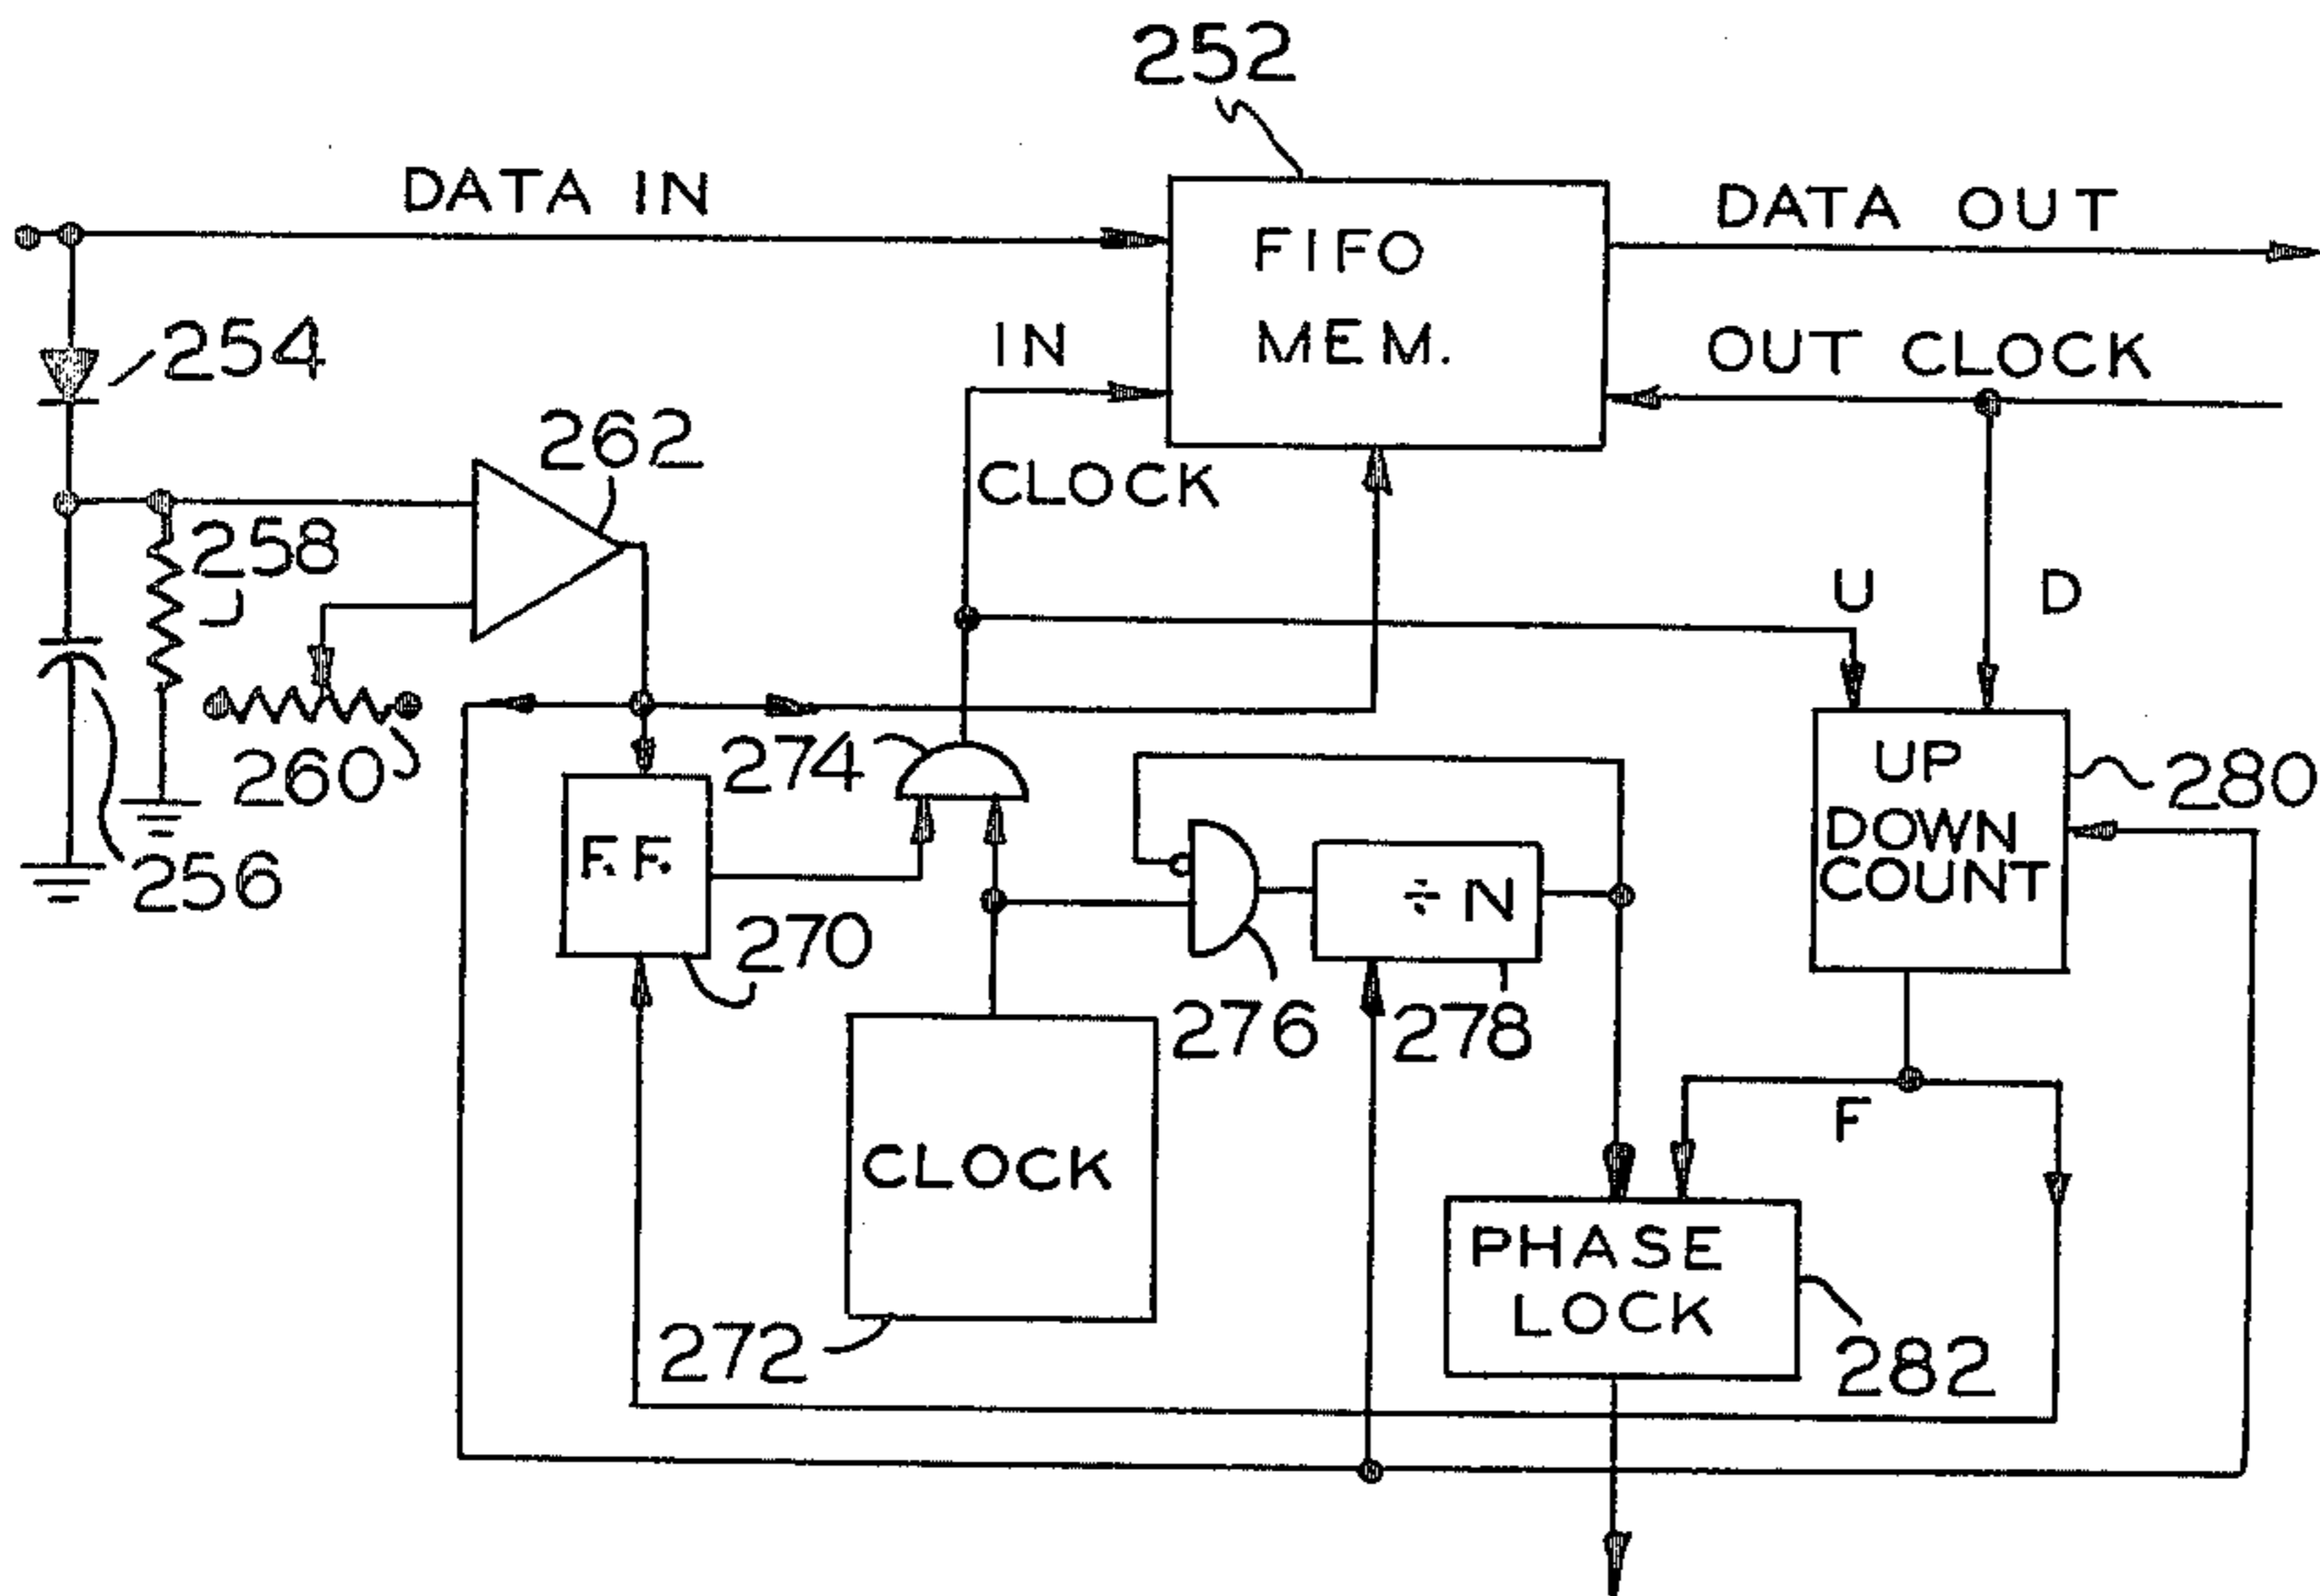 252
DATA IN
DATA OUT
FIFO
MEM.
IN
CLOCK
OUT CLOCK
254
262
258
U
D
260
274
256
F.F.
270
276
÷ N
278
UP
DOWN
COUNT
280
CLOCK
272
F
PHASE
LOCK
282